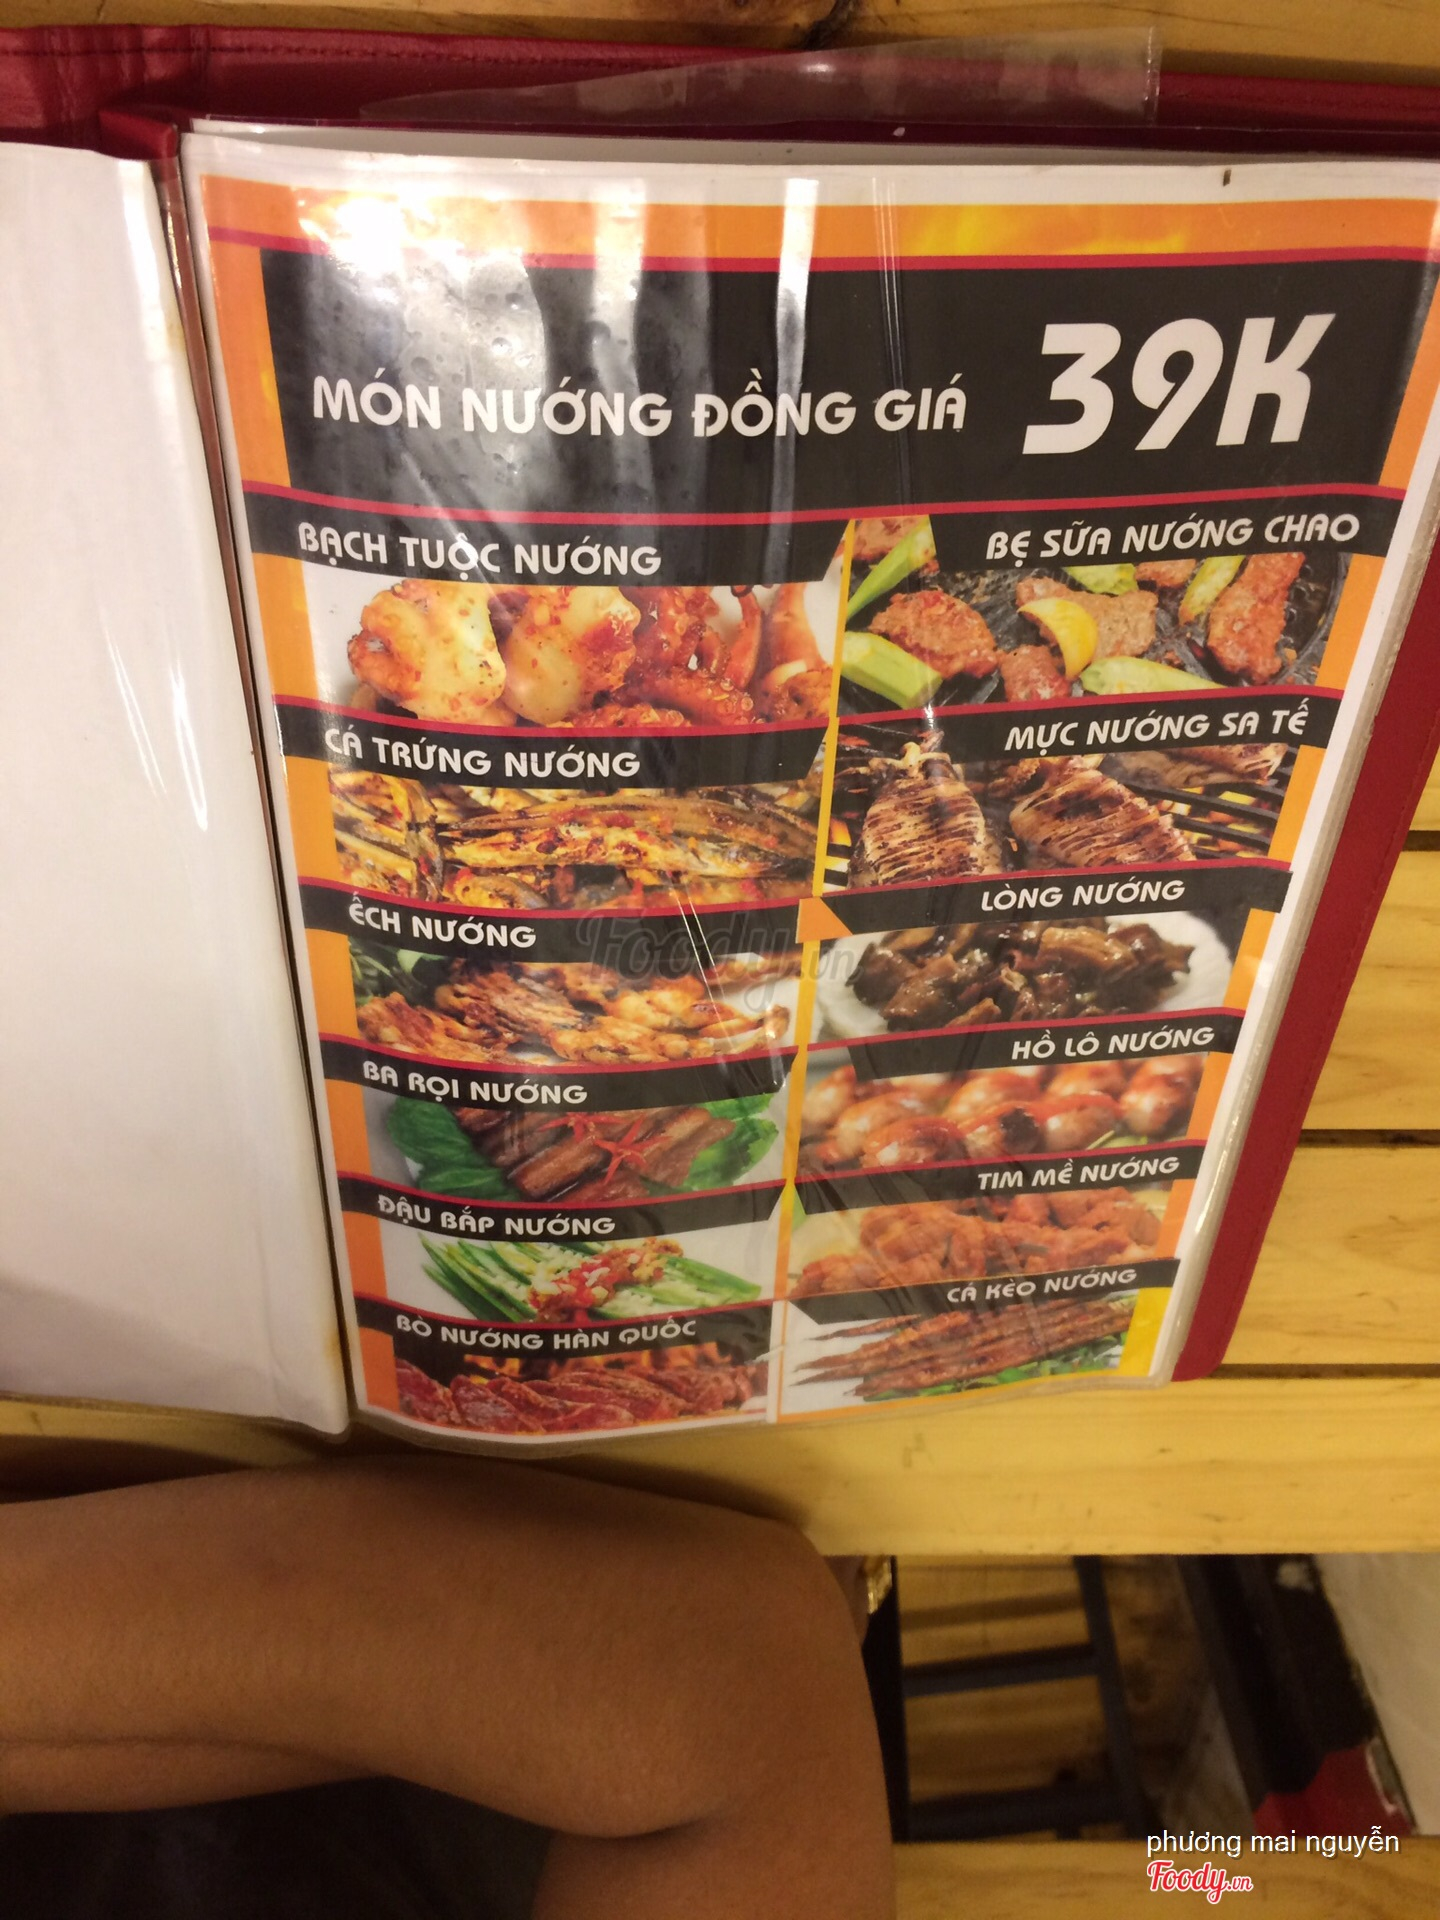 MÓN NƯỚNG ĐỒNG GIÁ 39K
BẠCH TUỘC NƯỚNG
BẸ SỮA NƯỚNG CHAO
CÁ TRỨNG NƯỚNG
MỰC NƯỚNG SA TẾ
ẾCH NƯỚNG
LÒNG NƯỚNG
BA RỌI NƯỚNG
HỒ LÔ NƯỚNG
ĐẬU BẮP NƯỚNG
TIM MỀ NƯỚNG
BÒ NƯỚNG HÀN QUỐC
CÁ KÈO NƯỚNG
Foody.vn
phương mai nguyễn
Foody.vn